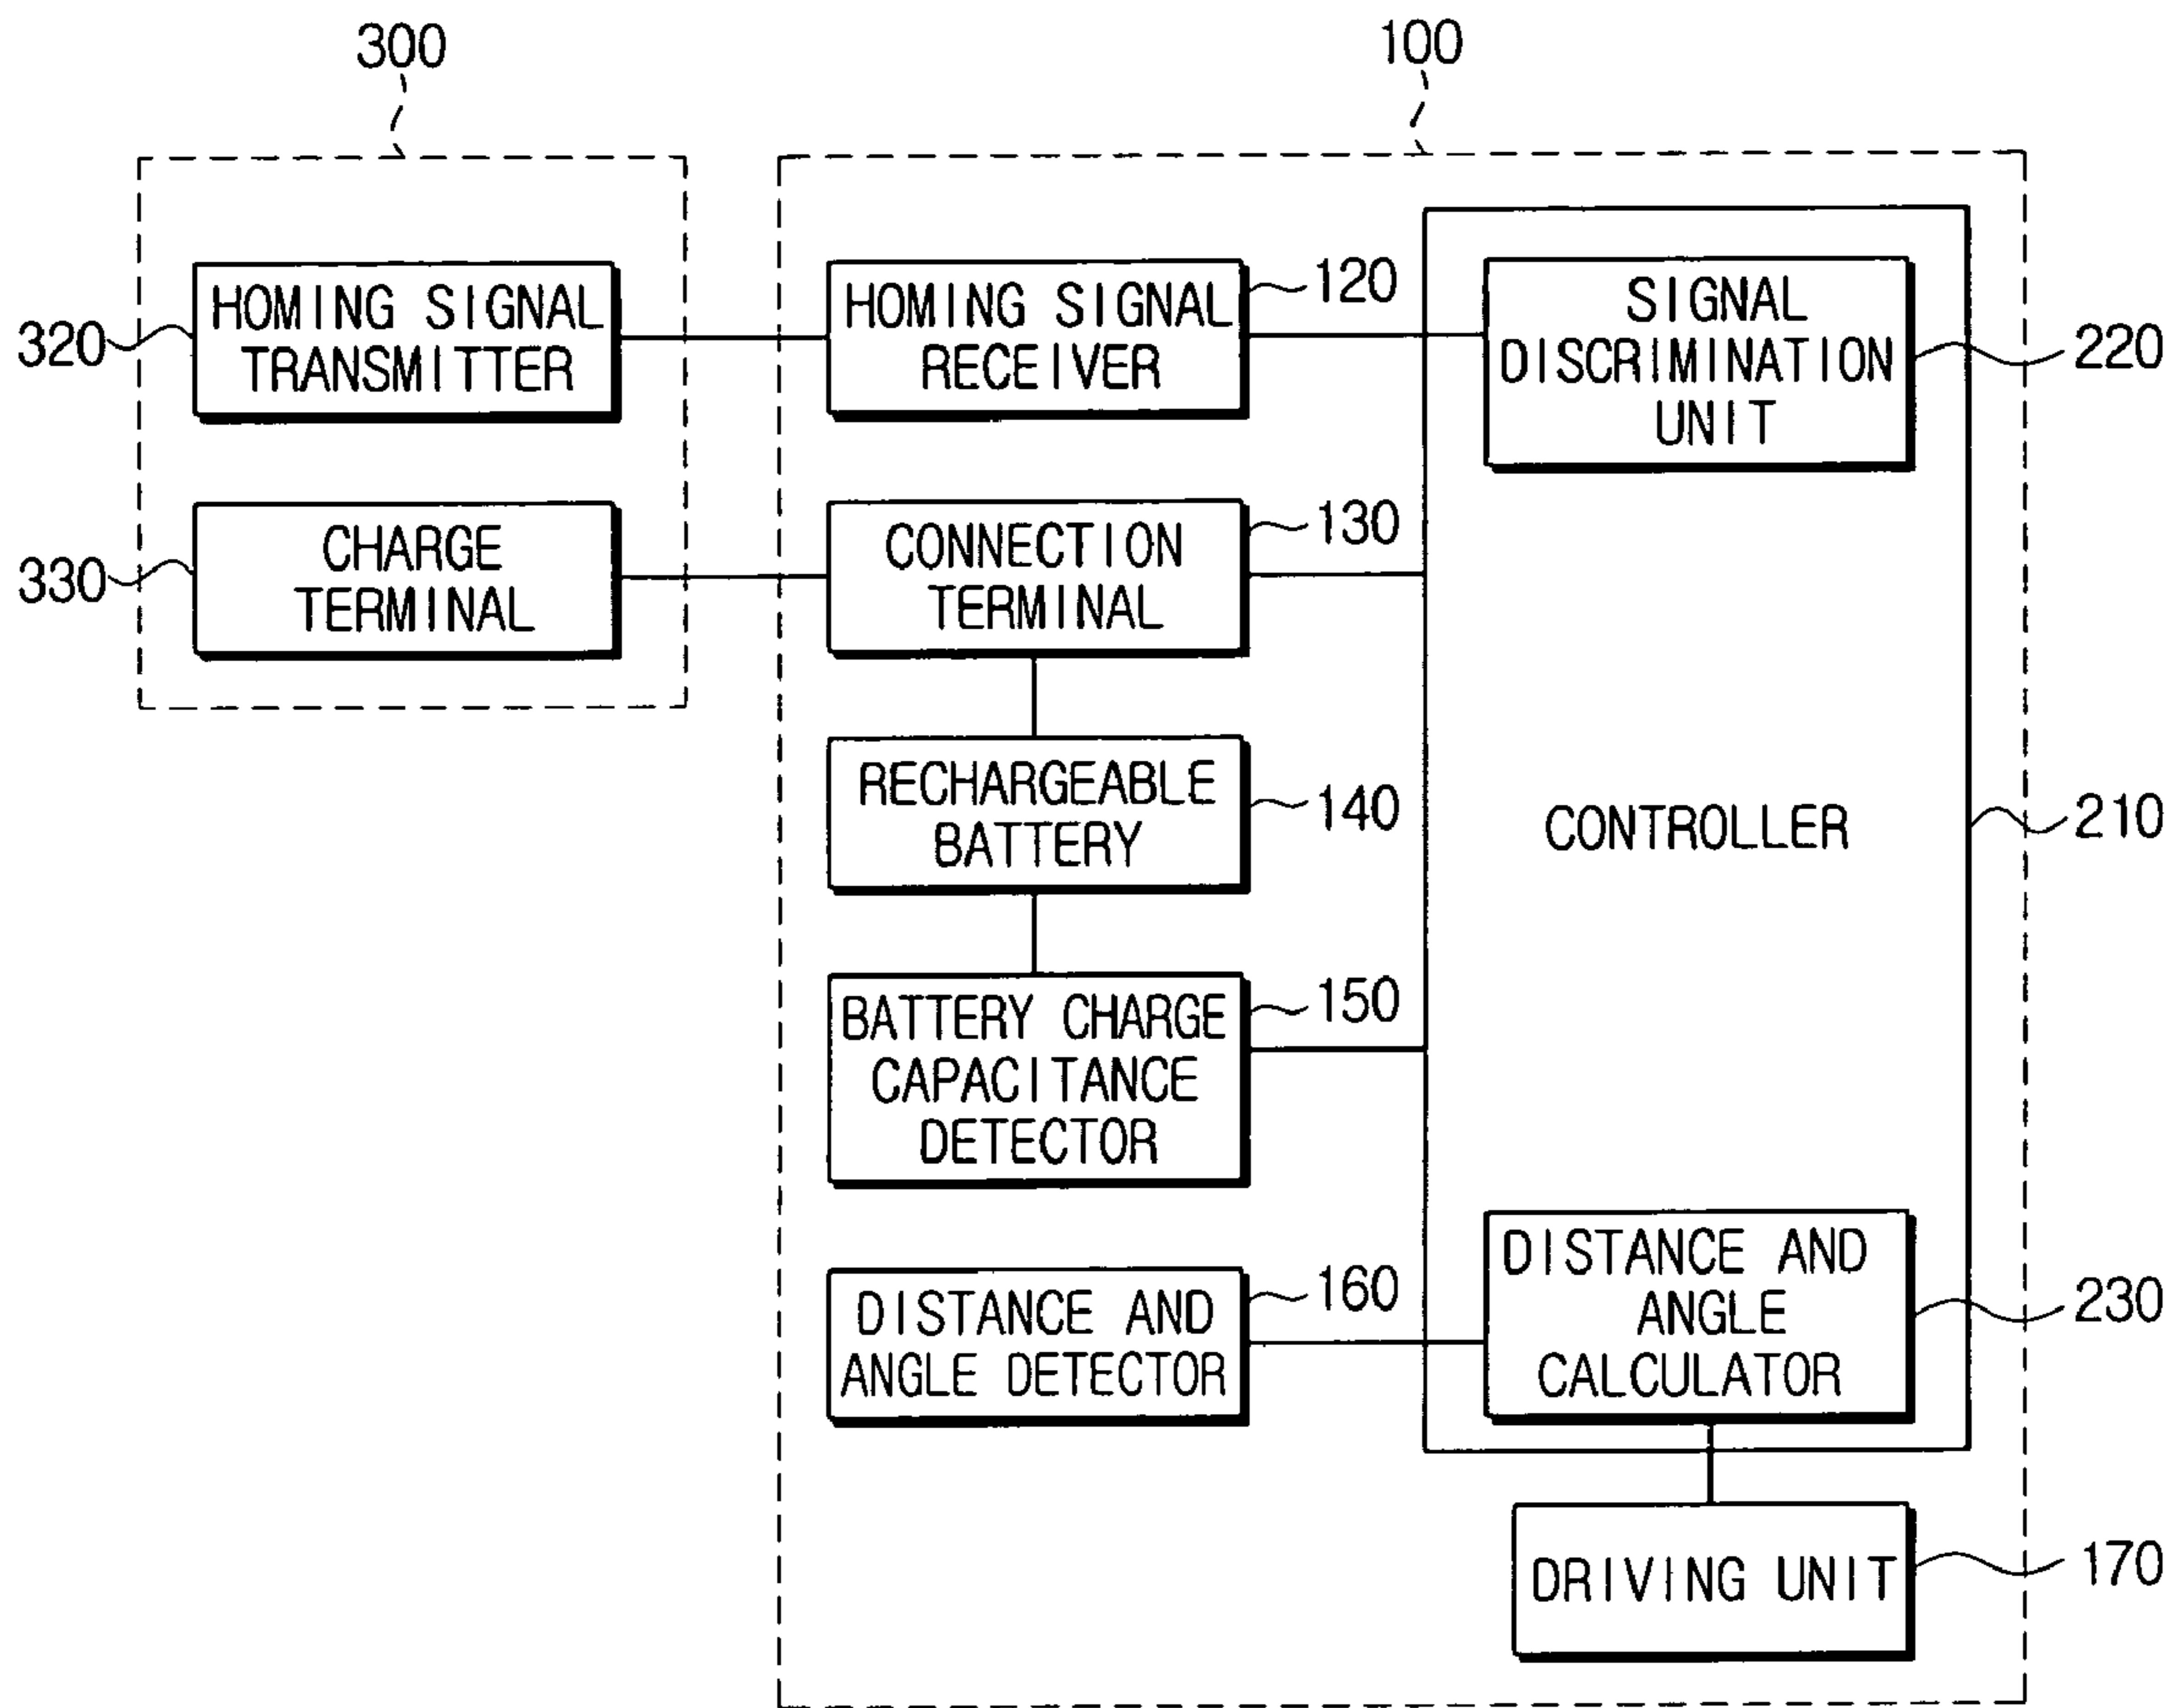 300
100
320
HOMING SIGNAL
TRANSMITTER
HOMING SIGNAL
RECEIVER
120
SIGNAL
DISCRIMINATION
UNIT
220
330
CHARGE
TERMINAL
CONNECTION
TERMINAL
130
RECHARGEABLE
BATTERY
140
CONTROLLER
210
BATTERY CHARGE
CAPACITANCE
DETECTOR
150
DISTANCE AND
ANGLE DETECTOR
160
DISTANCE AND
ANGLE
CALCULATOR
230
DRIVING UNIT
170